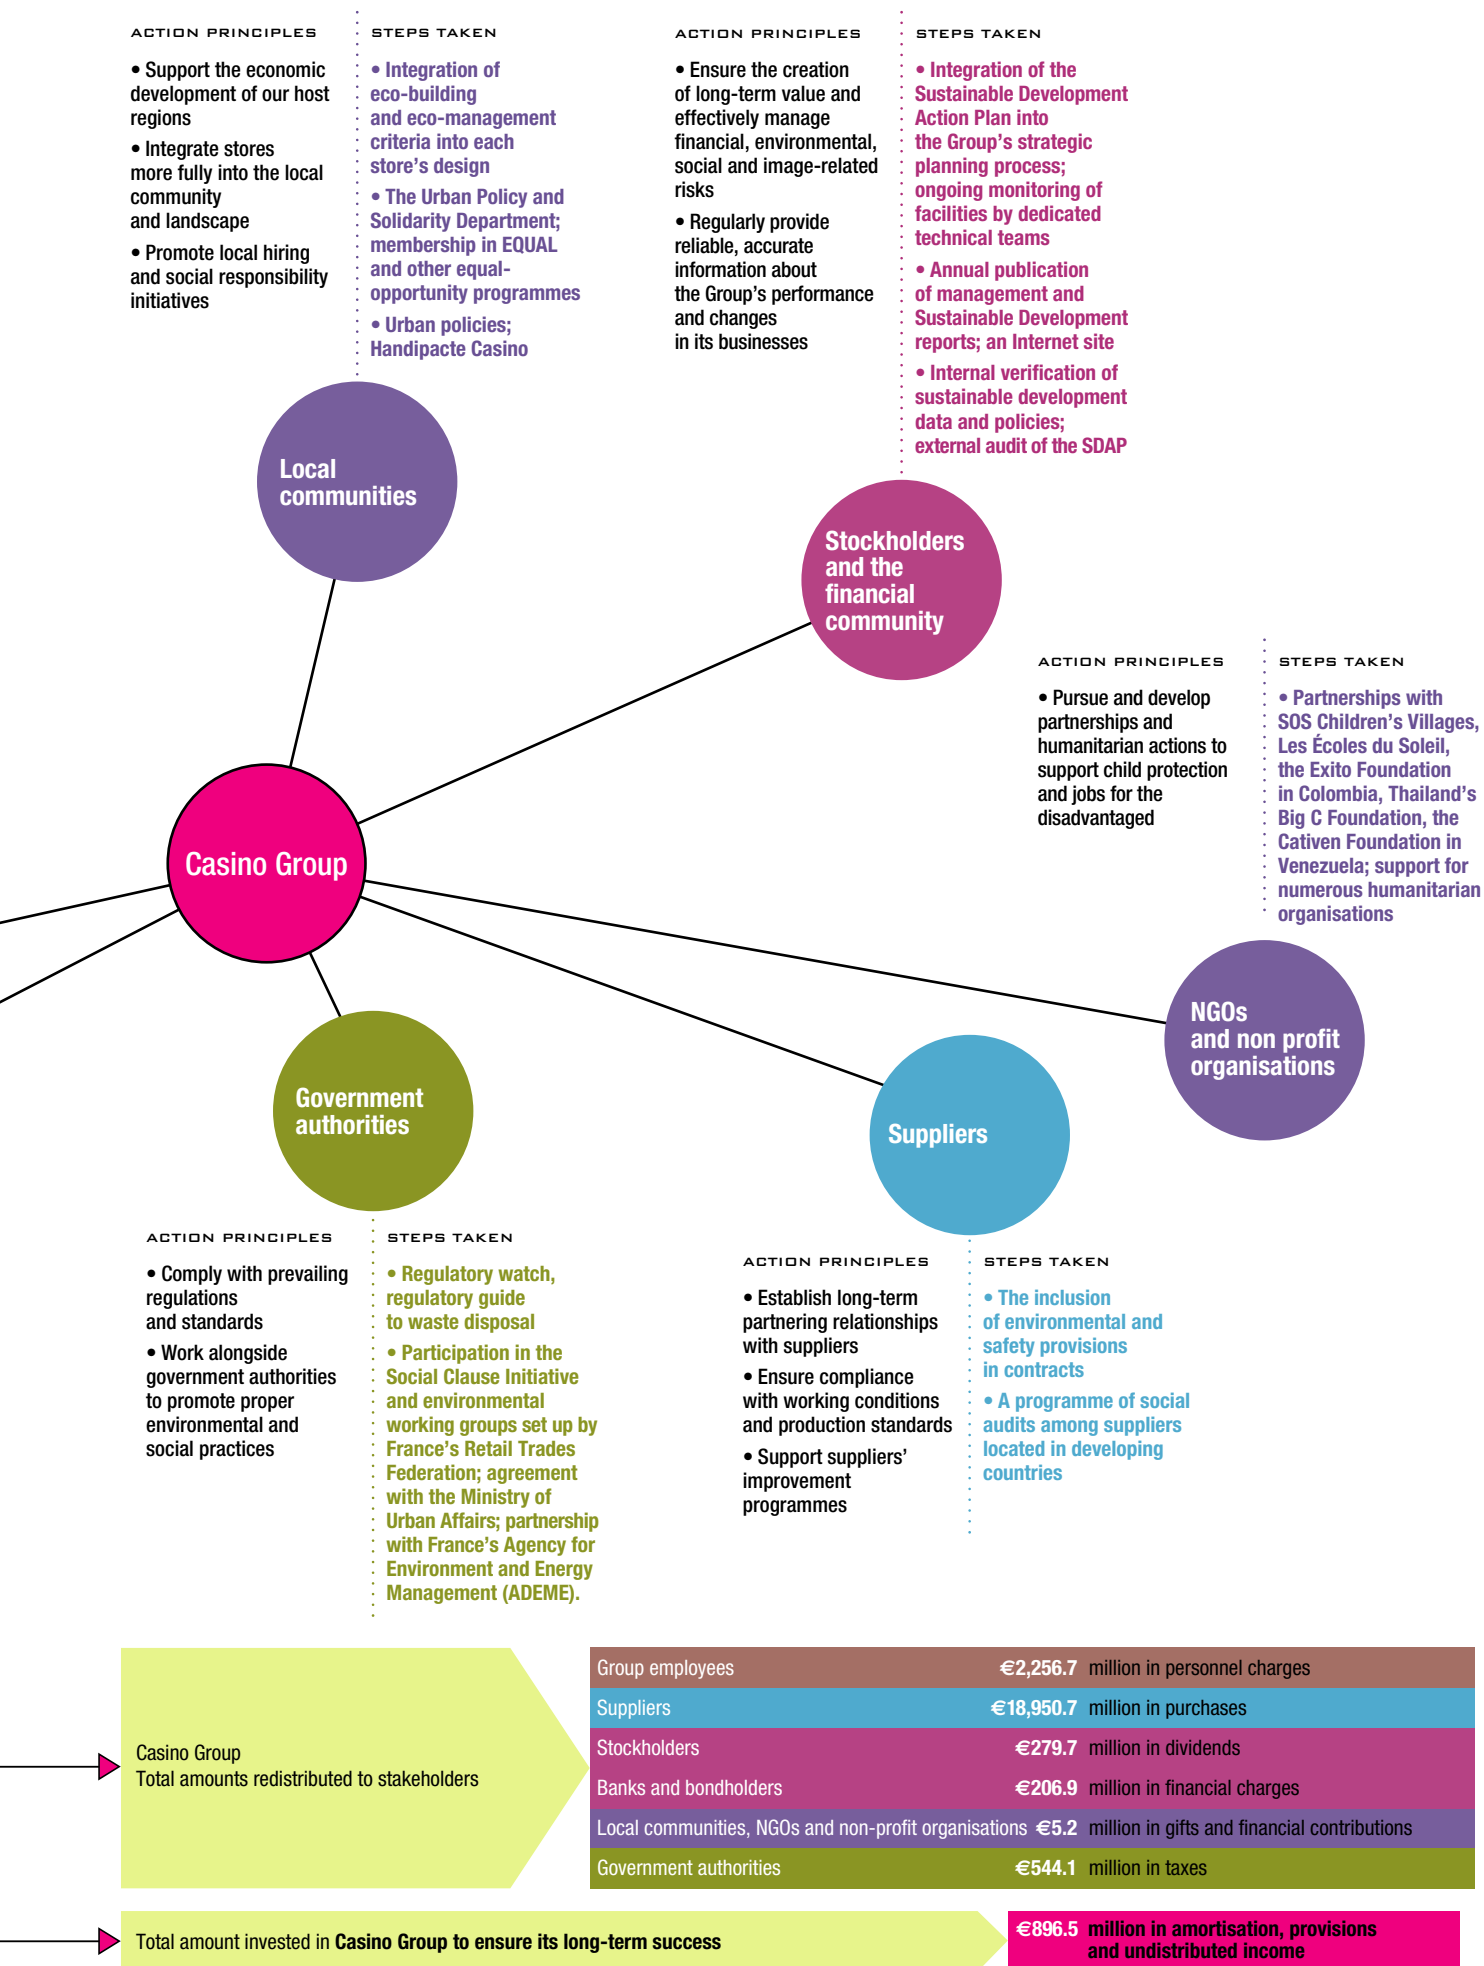 ACTION PRINCIPLES
• Support the economic
development of our host
regions
• Integrate stores
more fully into the local
community
and landscape
• Promote local hiring
and social responsibility
initiatives
STEPS TAKEN
• Integration of
eco-building
and eco-management
criteria into each
store's design
• The Urban Policy and
Solidarity Department;
membership in EQUAL
and other equal-
opportunity programmes
• Urban policies;
Handipacte Casino
Local
communities
ACTION PRINCIPLES
• Ensure the creation
of long-term value and
effectively manage
financial, environmental,
social and image-related
risks
• Regularly provide
reliable, accurate
information about
the Group's performance
and changes
in its businesses
STEPS TAKEN
• Integration of the
Sustainable Development
Action Plan into
the Group's strategic
planning process;
ongoing monitoring of
facilities by dedicated
technical teams
• Annual publication
of management and
Sustainable Development
reports; an Internet site
• Internal verification of
sustainable development
data and policies;
external audit of the SDAP
Stockholders
and the
financial
community
ACTION PRINCIPLES
• Pursue and develop
partnerships and
humanitarian actions to
support child protection
and jobs for the
disadvantaged
STEPS TAKEN
• Partnerships with
SOS Children's Villages,
Les Écoles du Soleil,
the Exito Foundation
in Colombia, Thailand's
Big C Foundation, the
Cativen Foundation in
Venezuela; support for
numerous humanitarian
organisations
NGOs
and non profit
organisations
Casino Group
Government
authorities
ACTION PRINCIPLES
• Comply with prevailing
regulations
and standards
• Work alongside
government authorities
to promote proper
environmental and
social practices
STEPS TAKEN
• Regulatory watch,
regulatory guide
to waste disposal
• Participation in the
Social Clause Initiative
and environmental
working groups set up by
France's Retail Trades
Federation; agreement
with the Ministry of
Urban Affairs; partnership
with France's Agency for
Environment and Energy
Management (ADEME).
Suppliers
ACTION PRINCIPLES
• Establish long-term
partnering relationships
with suppliers
• Ensure compliance
with working conditions
and production standards
• Support suppliers'
improvement
programmes
STEPS TAKEN
• The inclusion
of environmental and
safety provisions
in contracts
• A programme of social
audits among suppliers
located in developing
countries
Casino Group
Total amounts redistributed to stakeholders
Group employees €2,256.7 million in personnel charges
Suppliers €18,950.7 million in purchases
Stockholders €279.7 million in dividends
Banks and bondholders €206.9 million in financial charges
Local communities, NGOs and non-profit organisations €5.2 million in gifts and financial contributions
Government authorities €544.1 million in taxes
Total amount invested in Casino Group to ensure its long-term success
€896.5 million in amortisation, provisions
and undistributed income